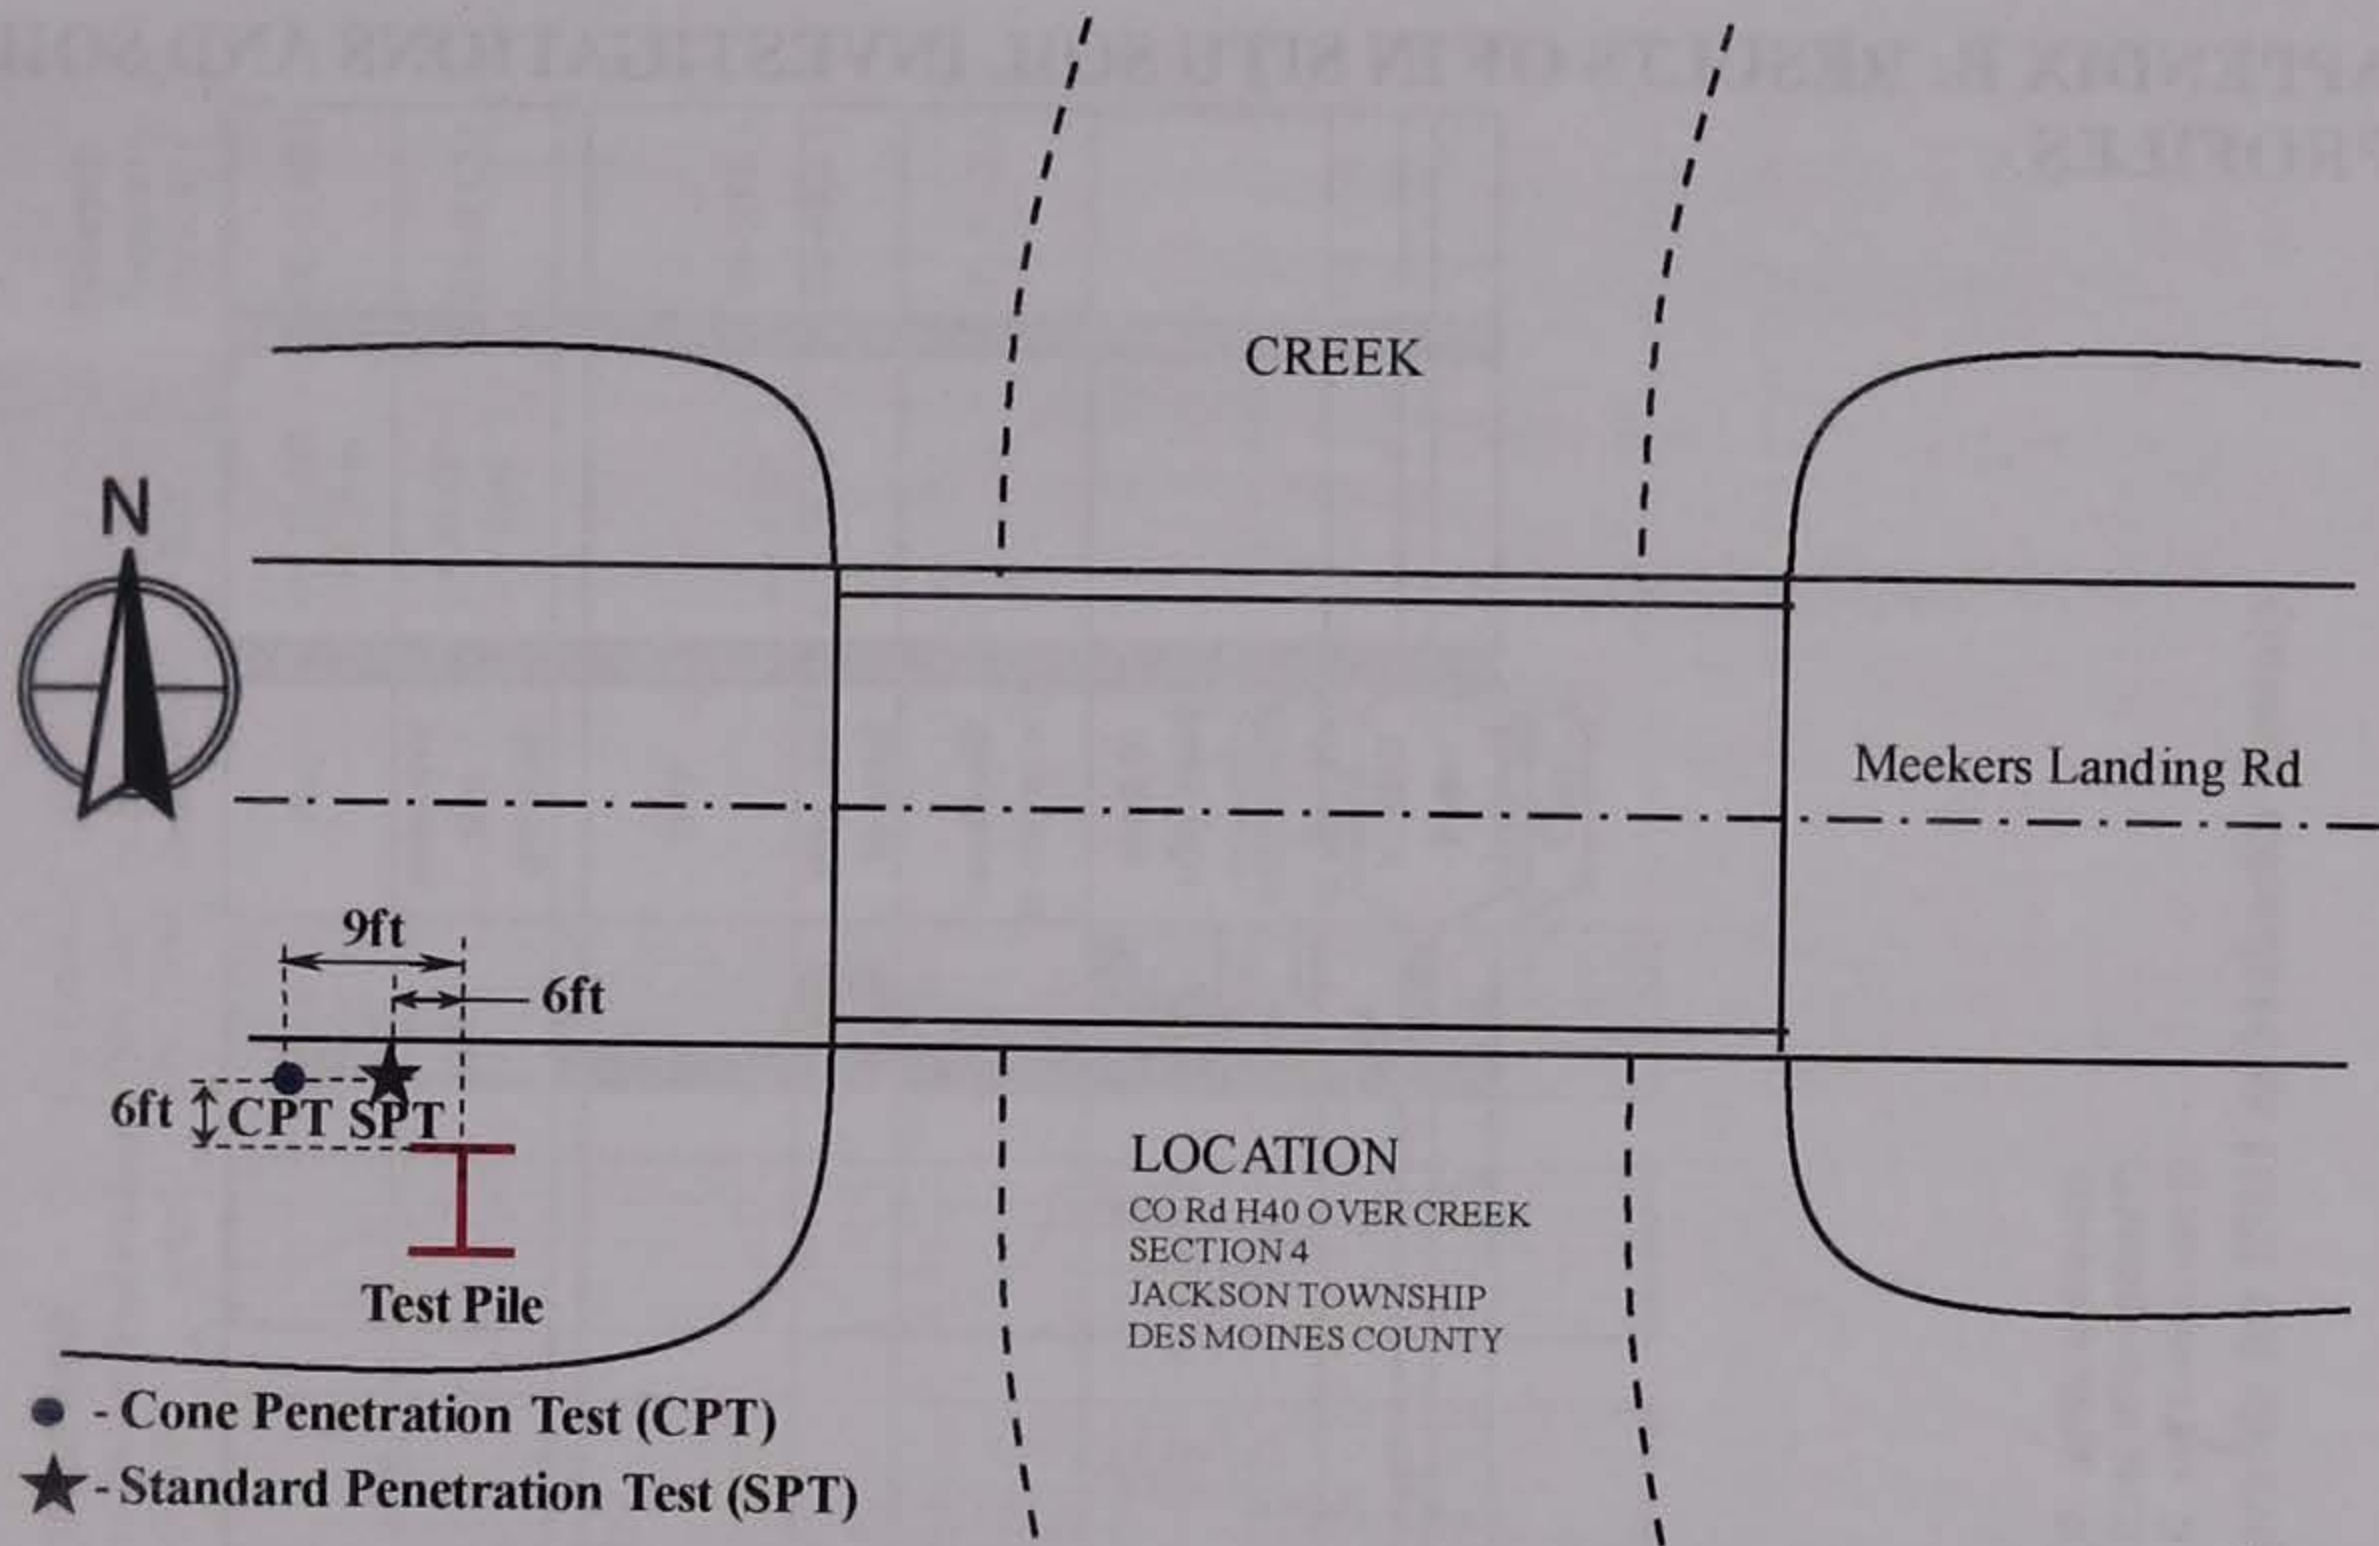 CREEK
N
Meekers Landing Rd
9ft
6ft
6ft
CPT SPT
LOCATION
CO Rd H40 OVER CREEK
SECTION 4
JACKSON TOWNSHIP
DES MOINES COUNTY
Test Pile
- Cone Penetration Test (CPT)
- Standard Penetration Test (SPT)